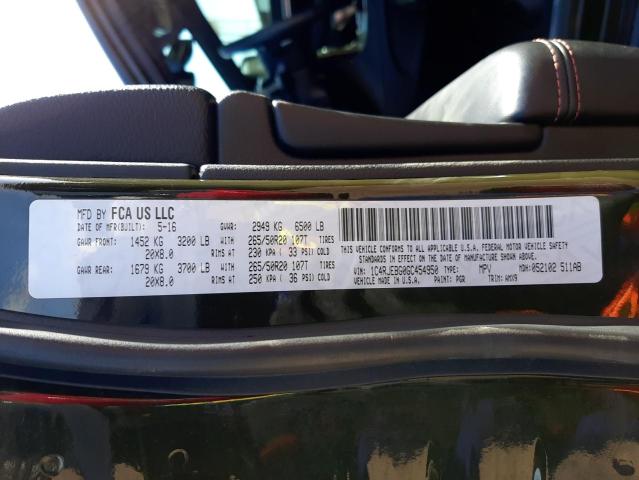 MFD BY FCA US LLC
DATE OF MFR(BUILT): 5-16 GVWR: 2949 KG 6500 LB
GAWR FRONT: 1452 KG 3200 LB WITH 265/50R20 107T TIRES
20X8.0 RIMS AT 230 KPA ( 33 PSI) COLD
GAWR REAR: 1679 KG 3700 LB WITH 265/50R20 107T TIRES
20X8.0 RIMS AT 250 KPA ( 36 PSI) COLD
THIS VEHICLE CONFORMS TO ALL APPLICABLE U.S.A. FEDERAL MOTOR VEHICLE SAFETY
STANDARDS IN EFFECT ON THE DATE OF MANUFACTURE SHOWN ABOVE.
VIN: 1C4RJEBG0GC454950 TYPE: MPV MDH: 052102 511AB
VEHICLE MADE IN U.S.A. PAINT: PGR TRIM: AMX9